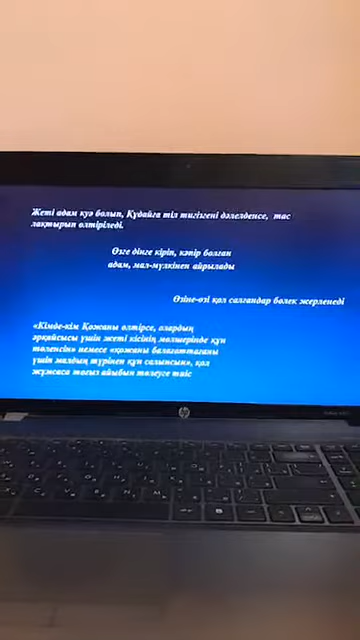 Жеті адам куә болып, Құдайға тіл тигізгені дәлелденсе, тас
лақтырып өлтіріледі.
Өзге дінге кіріп, кәпір болған
адам, мал-мүлкінен айрылады
Өзіне-өзі қол салғандар бөлек жерленеді
«Кімде-кім Қожаны өлтірсе, олардың
әрқайсысы үшін жеті кісінің мөлшерінде құн
төленсін» немесе «қожаны балағаттағаны
үшін малдың түрінен құн салынсын», қол
жұмсаса тоғыз айыбын төлеуге тиіс
hp